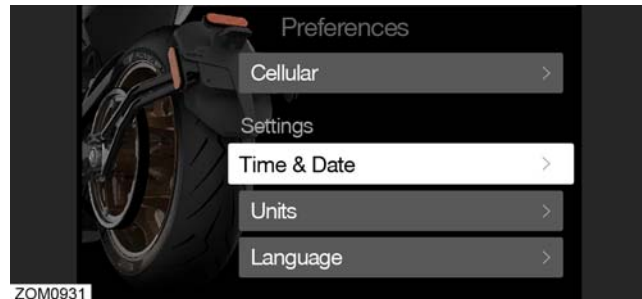 Preferences
Cellular
Settings
Time & Date
Units
Language
ZOM0931